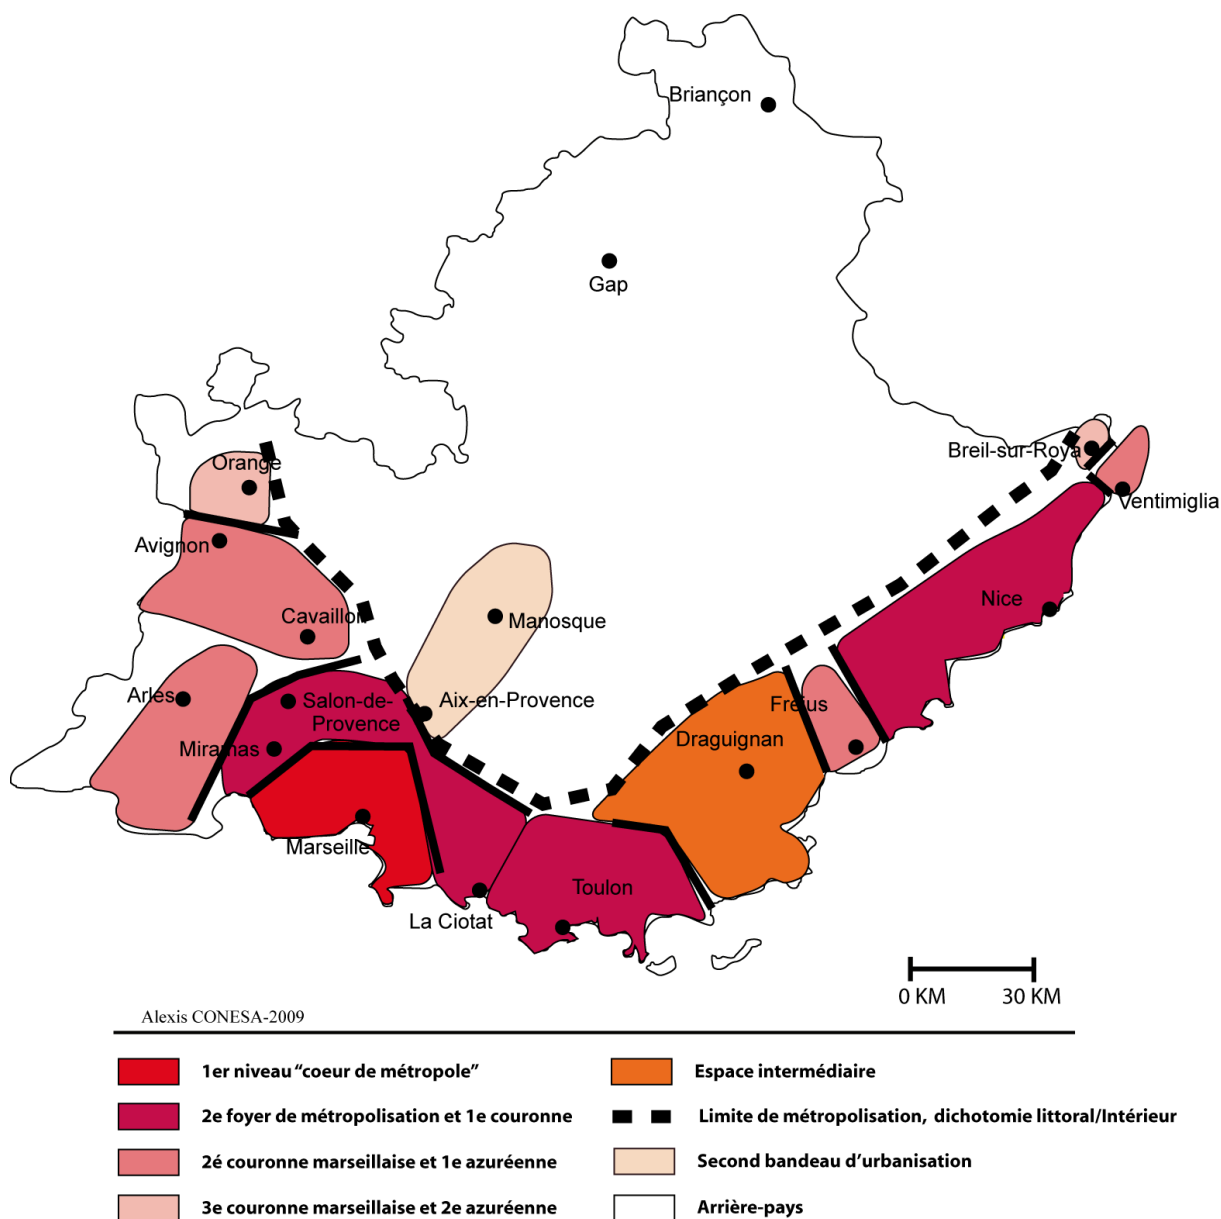 Briançon
Gap
Orange
Breil-sur-Roya
Ventimiglia
Avignon
Cavaillon
Nice
Manosque
Arles
Salon-de-
Provence
Aix-en-Provence
Fréjus
Miramas
Draguignan
Marseille
Toulon
La Ciotat
0 KM 30 KM
Alexis CONESA-2009
1er niveau “coeur de métropole”
2e foyer de métropolisation et 1e couronne
2é couronne marseillaise et 1e azuréenne
3e couronne marseillaise et 2e azuréenne
Espace intermédiaire
Limite de métropolisation, dichotomie littoral/Intérieur
Second bandeau d’urbanisation
Arrière-pays